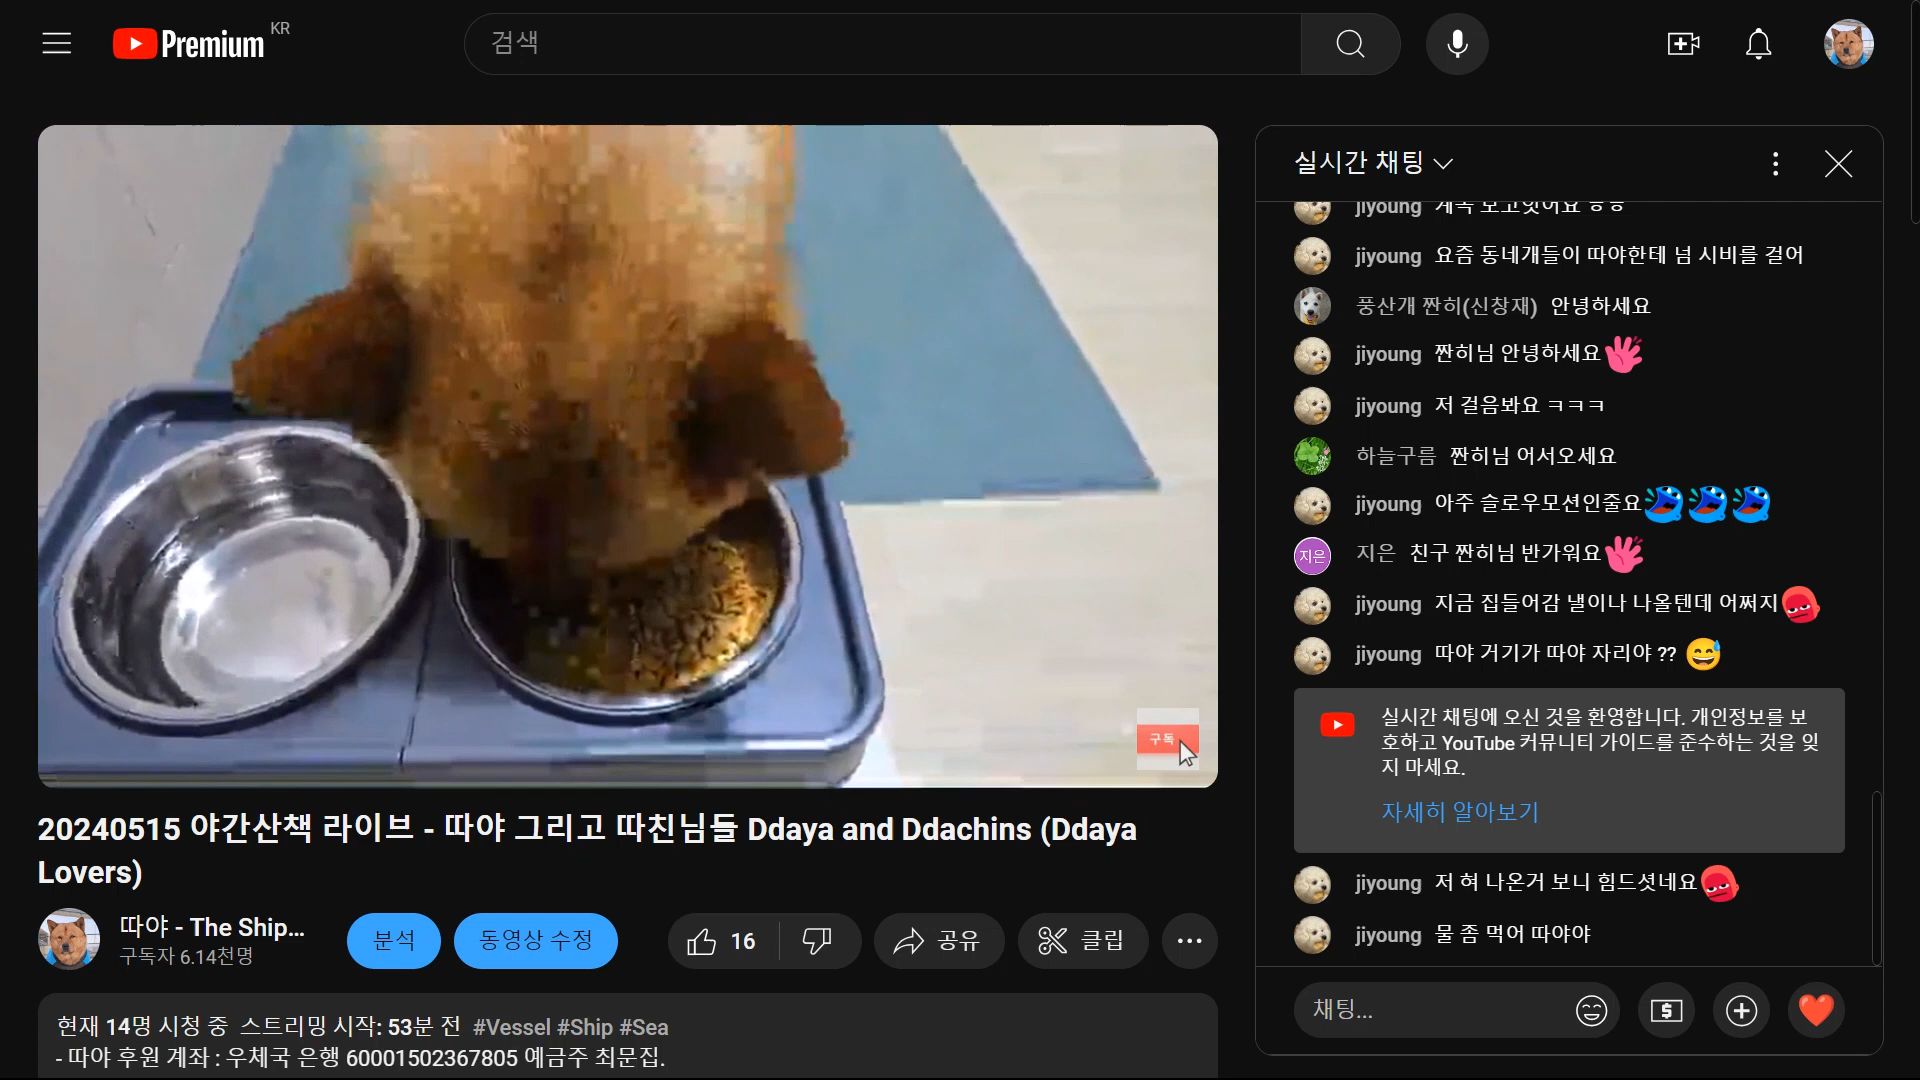 Premium KR
검색
구독
20240515 야간산책 라이브 - 따야 그리고 따친님들 Ddaya and Ddachins (Ddaya
Lovers)
따야 - The Ship...
구독자 6.14천명
분석
동영상 수정
16
공유
클립
현재 14명 시청 중 스트리밍 시작: 53분 전 #Vessel #Ship #Sea
- 따야 후원 계좌 : 우체국 은행 60001502367805 예금주 최문집.
실시간 채팅
jiyoung 계속 보고잇어요 ㅎㅎ
jiyoung 요즘 동네개들이 따야한테 넘 시비를 걸어
풍산개 짠히(신창재) 안녕하세요
jiyoung 짠히님 안녕하세요
jiyoung 저 걸음봐요 ㅋㅋㅋ
하늘구름 짠히님 어서오세요
jiyoung 아주 슬로우모션인줄요
지은 지은 친구 짠히님 반가워요
jiyoung 지금 집들어감 낼이나 나올텐데 어쩌지
jiyoung 따야 거기가 따야 자리야 ??
실시간 채팅에 오신 것을 환영합니다. 개인정보를 보
호하고 YouTube 커뮤니티 가이드를 준수하는 것을 잊
지 마세요.
자세히 알아보기
jiyoung 저 혀 나온거 보니 힘드셧네요
jiyoung 물 좀 먹어 따야야
채팅...